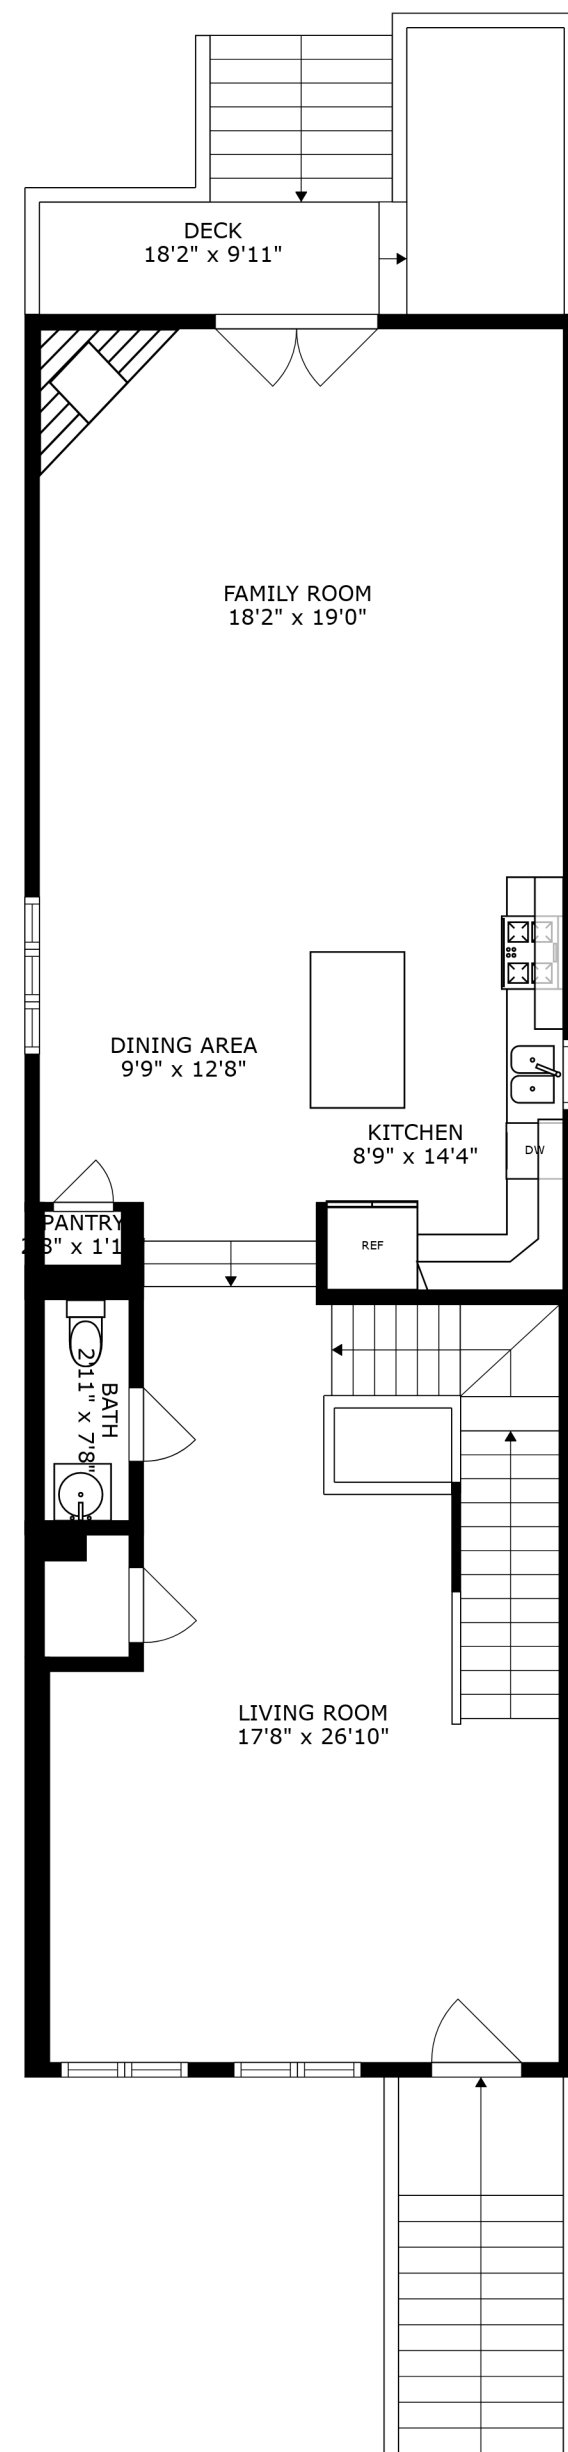 DECK
18'2" x 9'11"
FAMILY ROOM
18'2" x 19'0"
DINING AREA
9'9" x 12'8"
KITCHEN
8'9" x 14'4"
DW
PANTRY
REF
BATH
2'11" x 7'8"
LIVING ROOM
17'8" x 26'10"